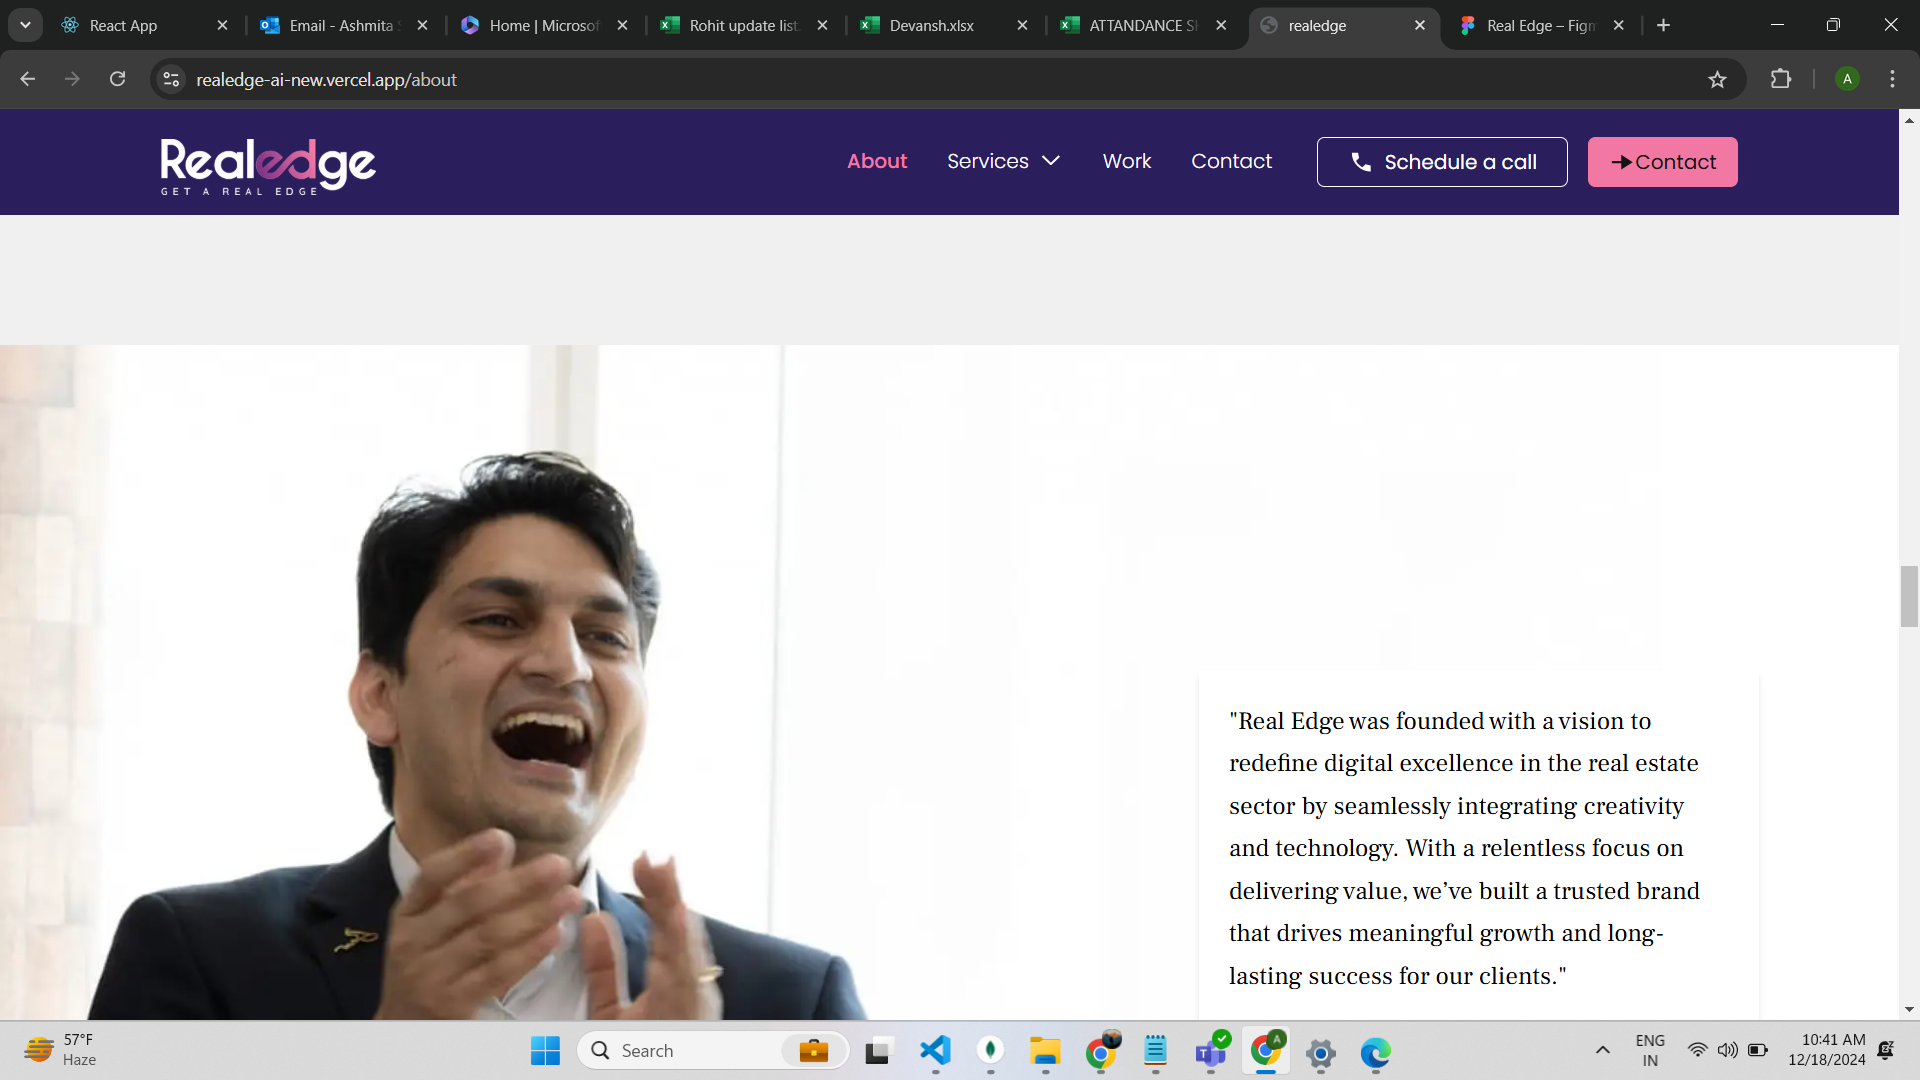 React App
Email - Ashmita
Home | Microsof
Rohit update list.
Devansh.xlsx
ATTANDANCE SH
realedge
Real Edge – Figm
realedge-ai-new.vercel.app/about
A
Realedge
GET A REAL EDGE
About
Services
Work
Contact
Schedule a call
Contact
"Real Edge was founded with a vision to
redefine digital excellence in the real estate
sector by seamlessly integrating creativity
and technology. With a relentless focus on
delivering value, we’ve built a trusted brand
that drives meaningful growth and long-
lasting success for our clients."
57°F
Haze
Search
ENG
IN
10:41 AM
12/18/2024